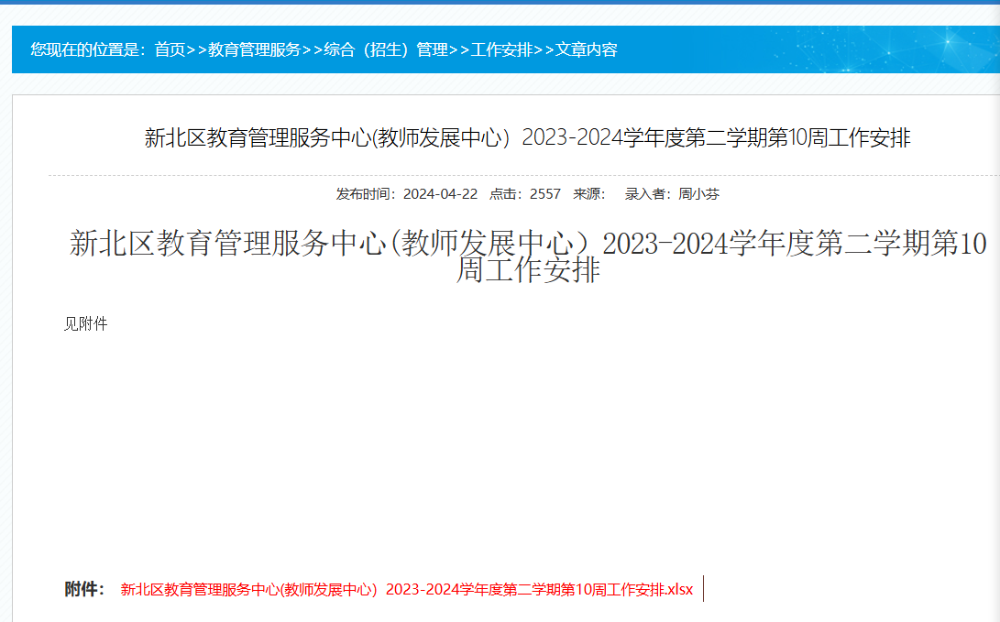 您现在的位置是：首页>>教育管理服务>>综合（招生）管理>>工作安排>>文章内容
新北区教育管理服务中心(教师发展中心）2023-2024学年度第二学期第10周工作安排
发布时间：2024-04-22 点击：2557 来源： 录入者：周小芬
新北区教育管理服务中心(教师发展中心）2023-2024学年度第二学期第10
周工作安排
见附件
附件： 新北区教育管理服务中心(教师发展中心）2023-2024学年度第二学期第10周工作安排.xlsx